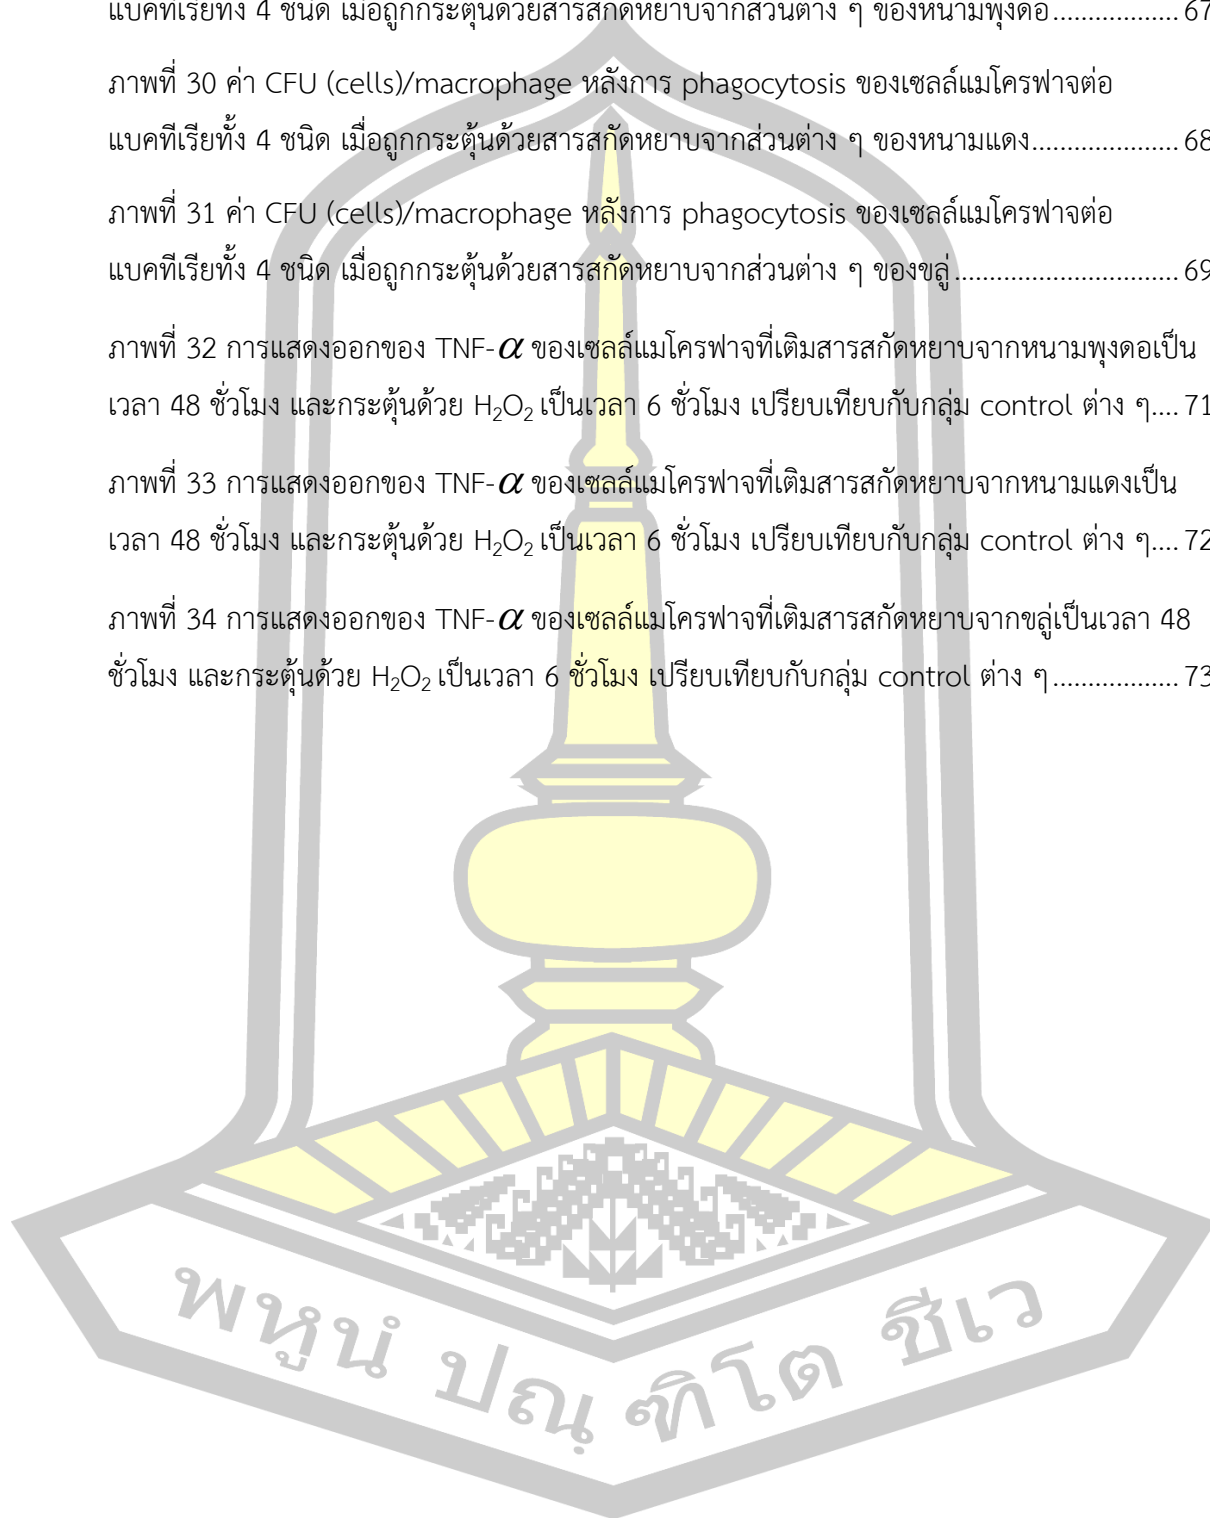 แบคทีเรียทั้ง 4 ชนิด เมื่อถูกกระตุ้นด้วยสารสกัดหยาบจากส่วนต่าง ๆ ของหนามพุงดอ.................. 67
ภาพที่ 30 ค่า CFU (cells)/macrophage หลังการ phagocytosis ของเซลล์แมโครฟาจต่อ
แบคทีเรียทั้ง 4 ชนิด เมื่อถูกกระตุ้นด้วยสารสกัดหยาบจากส่วนต่าง ๆ ของหนามแดง..................... 68
ภาพที่ 31 ค่า CFU (cells)/macrophage หลังการ phagocytosis ของเซลล์แมโครฟาจต่อ
แบคทีเรียทั้ง 4 ชนิด เมื่อถูกกระตุ้นด้วยสารสกัดหยาบจากส่วนต่าง ๆ ของขลู่................................ 69
ภาพที่ 32 การแสดงออกของ TNF-α ของเซลล์แมโครฟาจที่เติมสารสกัดหยาบจากหนามพุงดอเป็น
เวลา 48 ชั่วโมง และกระตุ้นด้วย H₂O₂ เป็นเวลา 6 ชั่วโมง เปรียบเทียบกับกลุ่ม control ต่าง ๆ.... 71
ภาพที่ 33 การแสดงออกของ TNF-α ของเซลล์แมโครฟาจที่เติมสารสกัดหยาบจากหนามแดงเป็น
เวลา 48 ชั่วโมง และกระตุ้นด้วย H₂O₂ เป็นเวลา 6 ชั่วโมง เปรียบเทียบกับกลุ่ม control ต่าง ๆ.... 72
ภาพที่ 34 การแสดงออกของ TNF-α ของเซลล์แมโครฟาจที่เติมสารสกัดหยาบจากขลู่เป็นเวลา 48
ชั่วโมง และกระตุ้นด้วย H₂O₂ เป็นเวลา 6 ชั่วโมง เปรียบเทียบกับกลุ่ม control ต่าง ๆ.................. 73
พหูนํ ปณฺฑิโต ชีเว